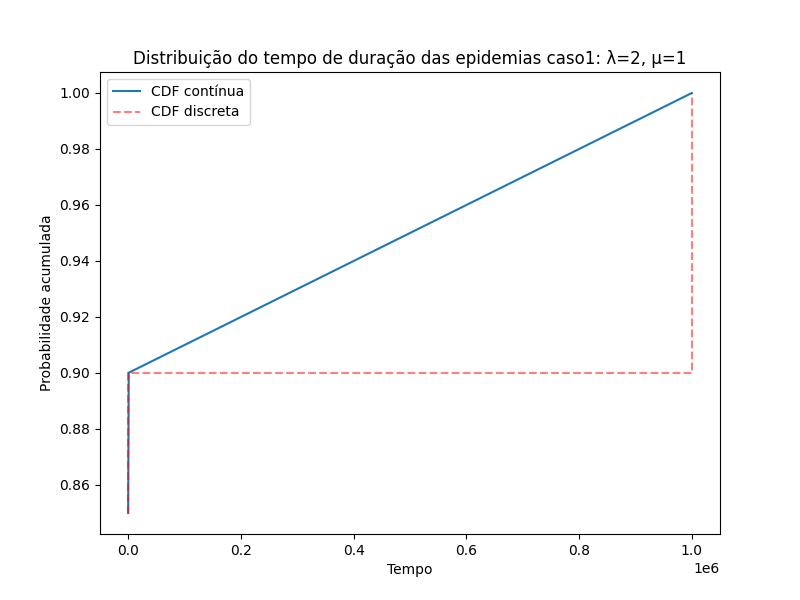 Distribuição do tempo de duração das epidemias caso1: λ=2, μ=1
CDF contínua
CDF discreta
Probabilidade acumulada
1.00
0.98
0.96
0.94
0.92
0.90
0.88
0.86
0.0
0.2
0.4
0.6
0.8
1.0
1e6
Tempo